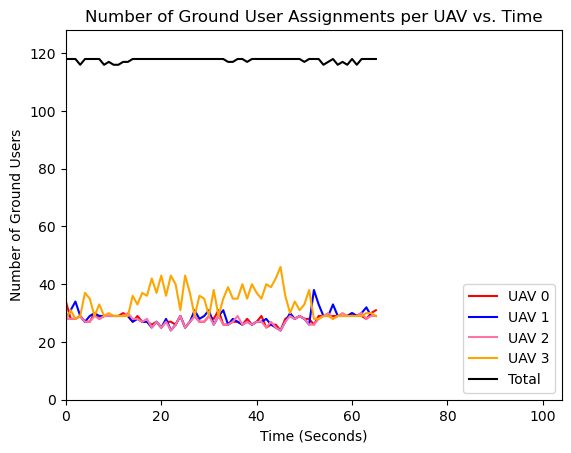 Number of Ground User Assignments per UAV vs. Time
Number of Ground Users
120
100
80
60
40
20
0
0 20 40 60 80 100
Time (Seconds)
UAV 0
UAV 1
UAV 2
UAV 3
Total